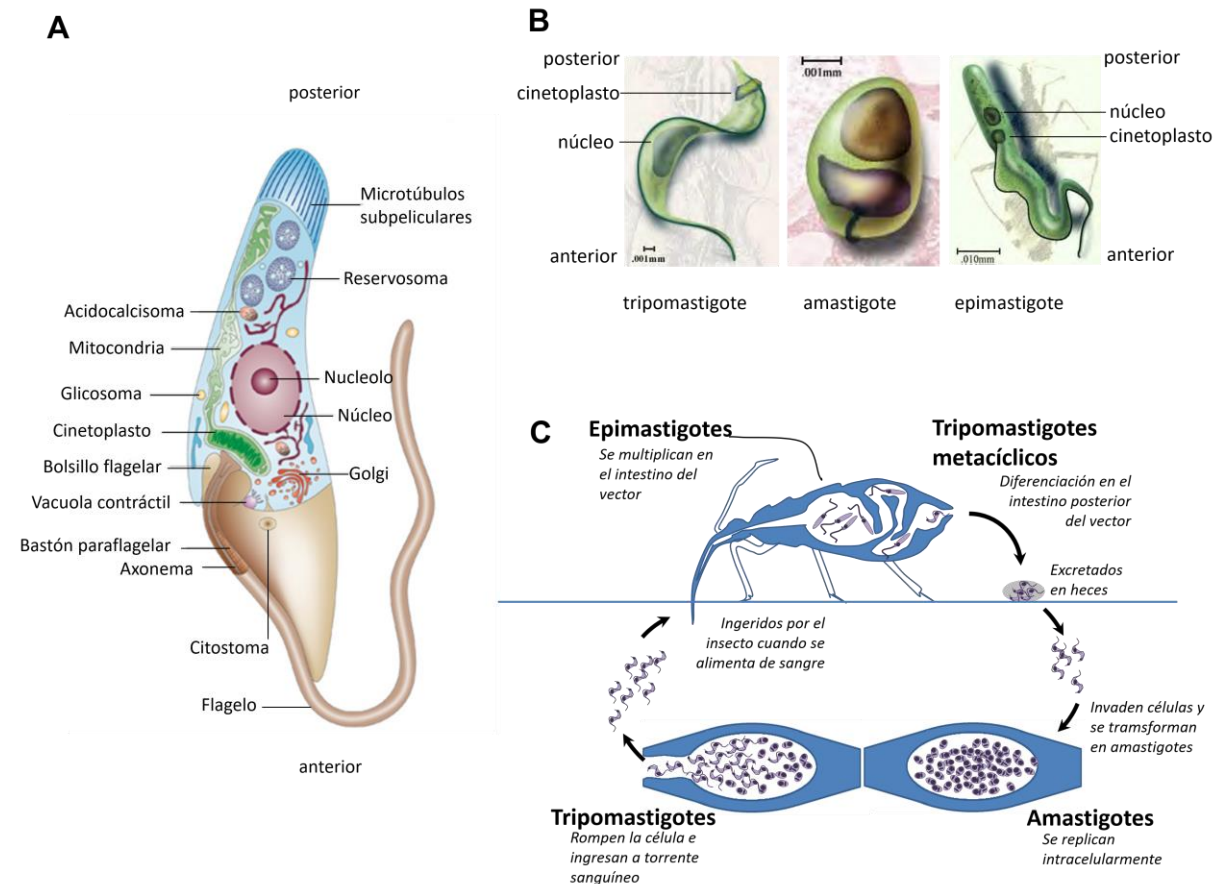 A
posterior
Microtúbulos
subpeliculares
Reservosoma
Acidocalcisoma
Mitocondria
Nucleolo
Glicosoma
Núcleo
Cinetoplasto
Bolsillo flagelar
Golgi
Vacuola contráctil
Bastón paraflagelar
Axonema
Citostoma
Flagelo
anterior
B
posterior
cinetoplasto
núcleo
anterior
.001mm
tripomastigote
.001mm
amastigote
posterior
núcleo
cinetoplasto
anterior
.010mm
epimastigote
C
Epimastigotes
Se multiplican en
el intestino del
vector
Tripomastigotes
metacíclicos
Diferenciación en el
intestino posterior
del vector
Excretados
en heces
Ingeridos por el
insecto cuando se
alimenta de sangre
Invaden células y
se tramsforman
en amastigotes
Tripomastigotes
Rompen la célula e
ingresan a torrente
sanguíneo
Amastigotes
Se replican
intracelularmente